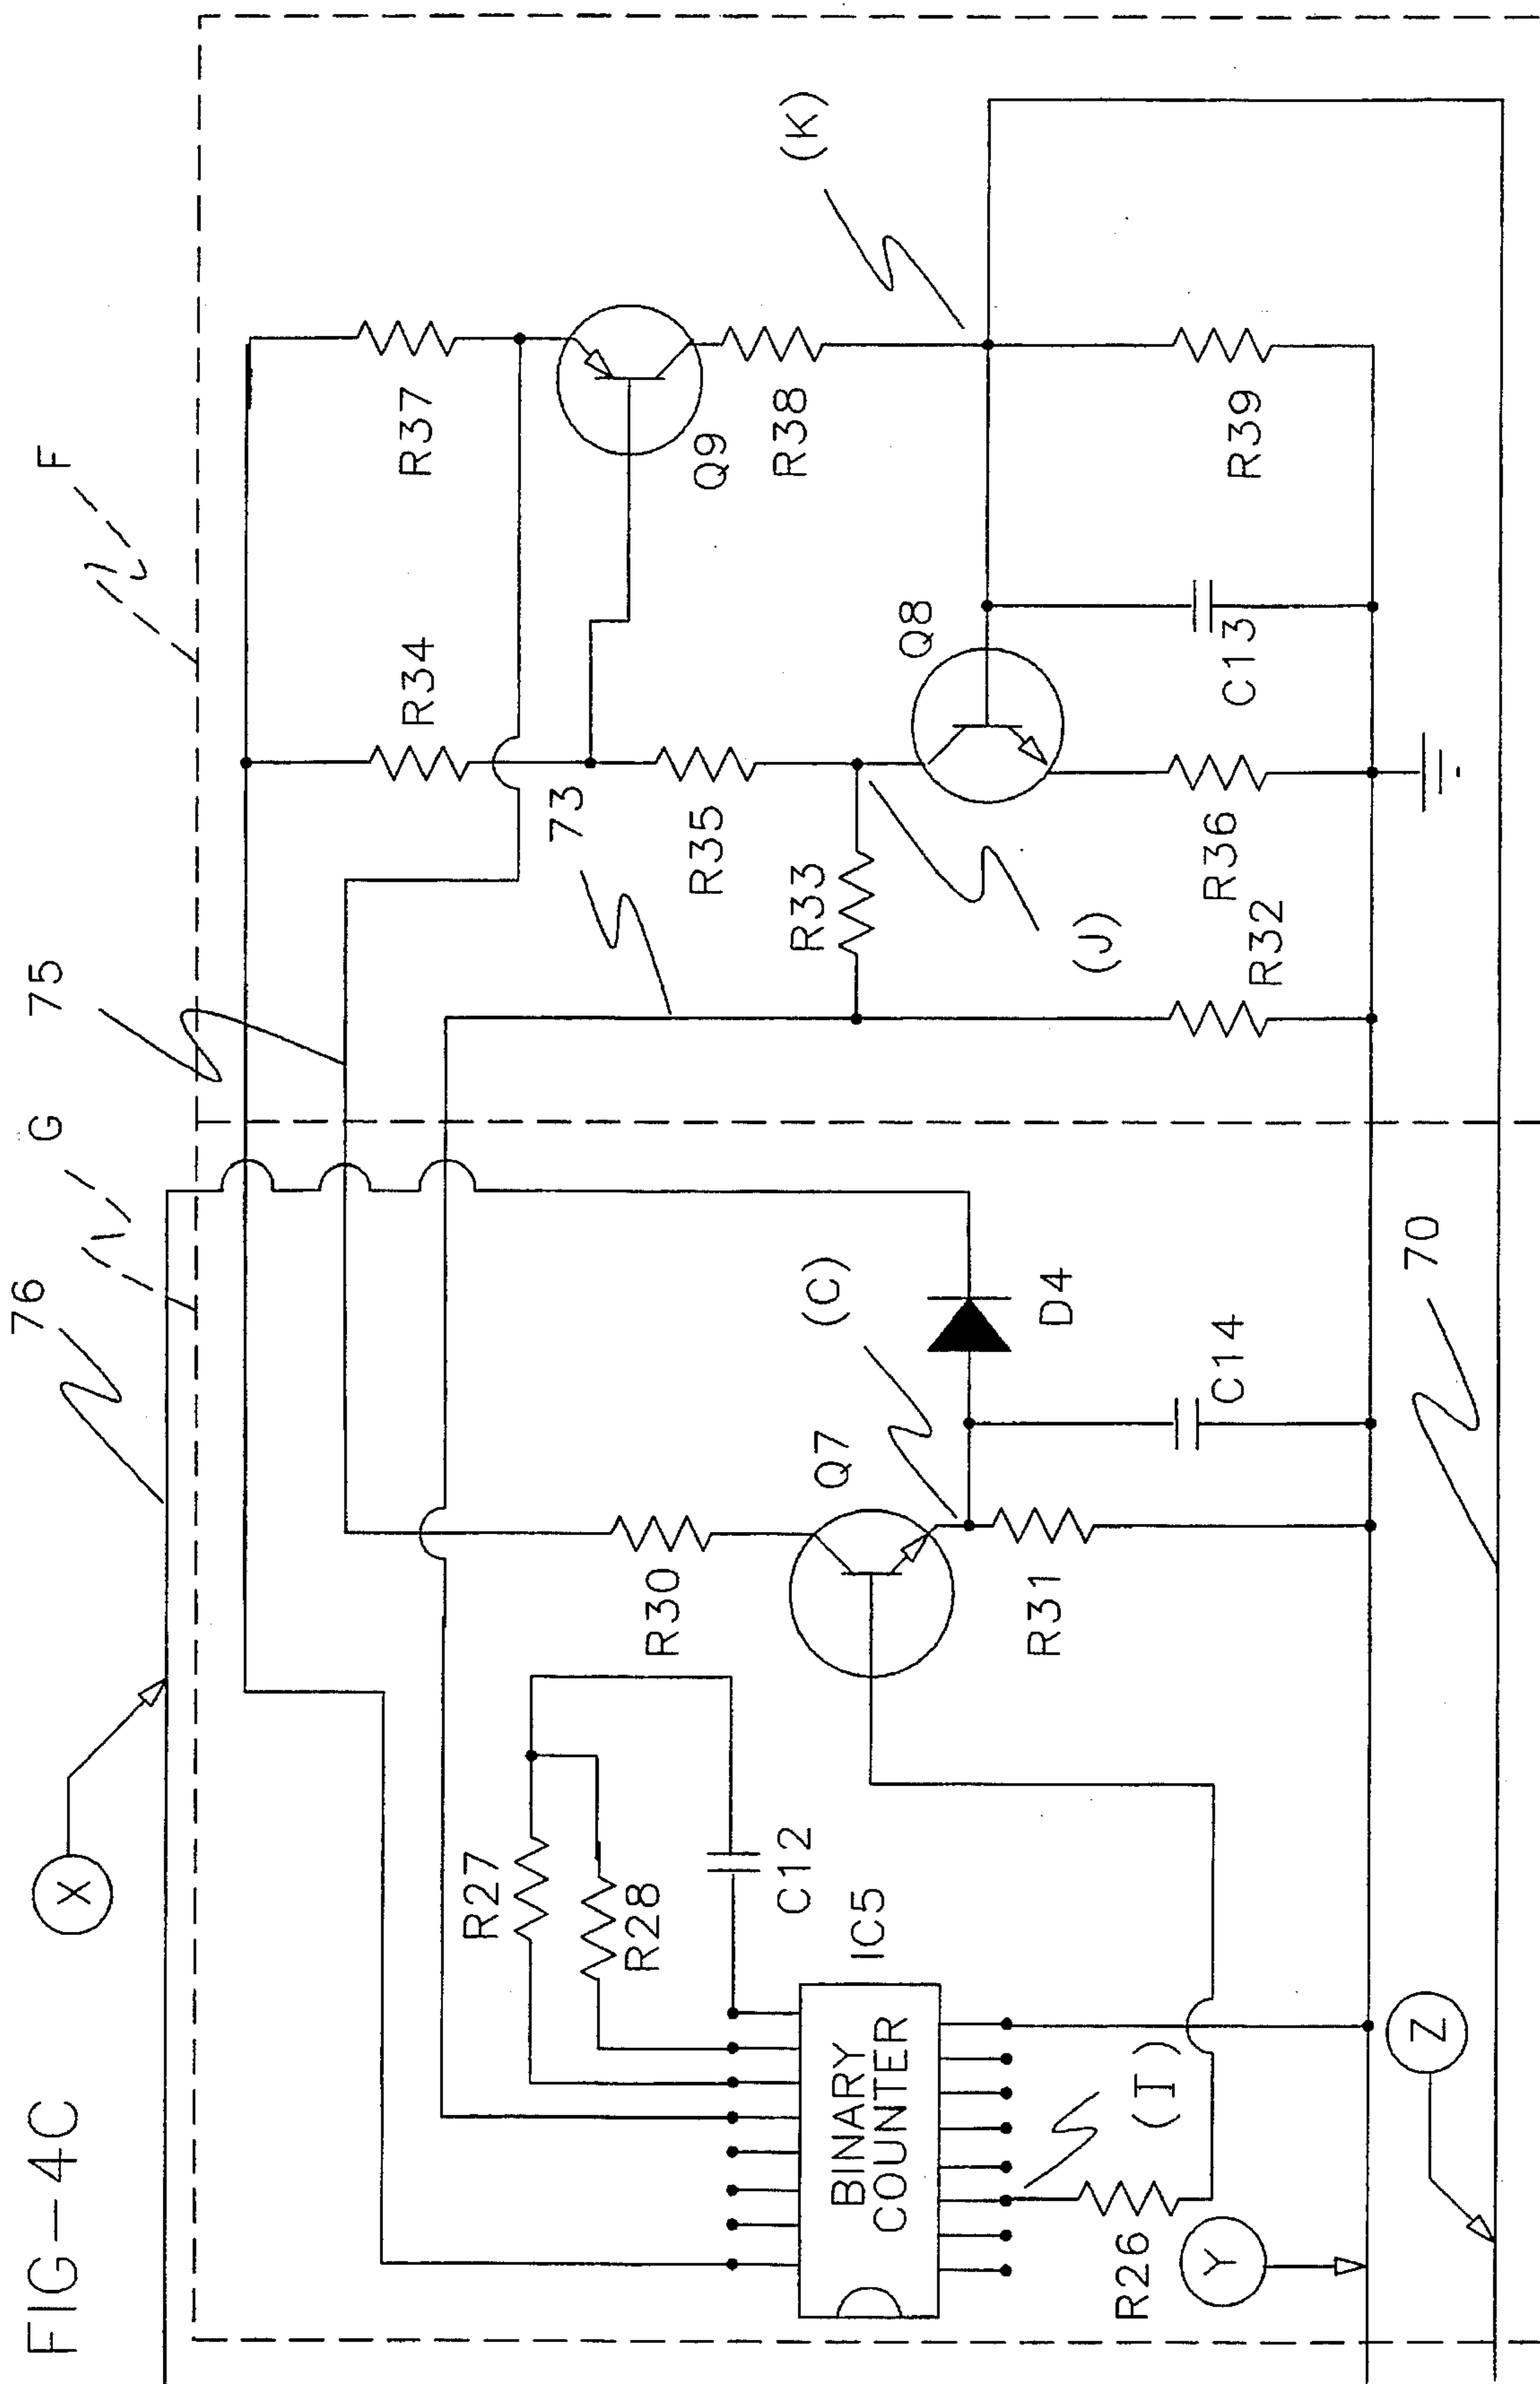 FIG-4C
X
76
G
75
F
R27
R28
C12
IC5
BINARY
COUNTER
(I)
R26
Y
Z
R30
Q7
(C)
R31
D4
C14
70
73
R34
R35
R33
(J)
R32
R36
Q8
C13
R37
Q9
R38
(K)
R39